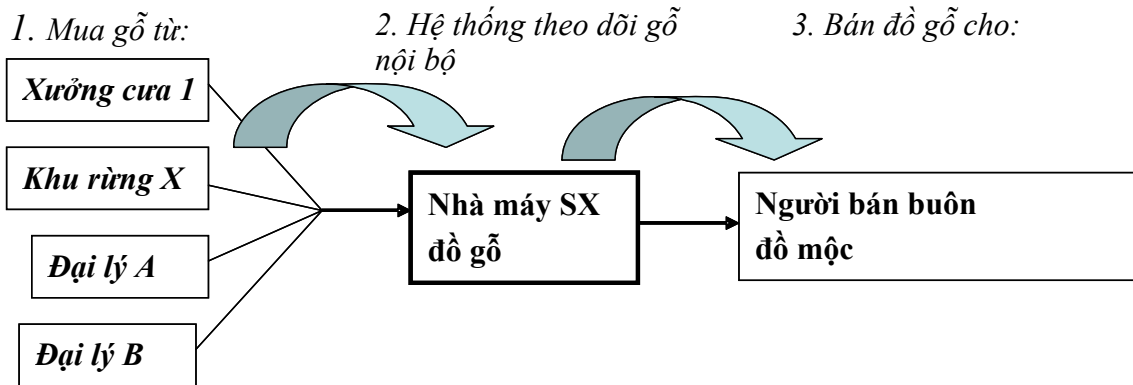 1. Mua gỗ từ:
2. Hệ thống theo dõi gỗ
nội bộ
3. Bán đồ gỗ cho:
Xưởng cưa 1
Khu rừng X
Đại lý A
Đại lý B
Nhà máy SX
đồ gỗ
Người bán buôn
đồ mộc